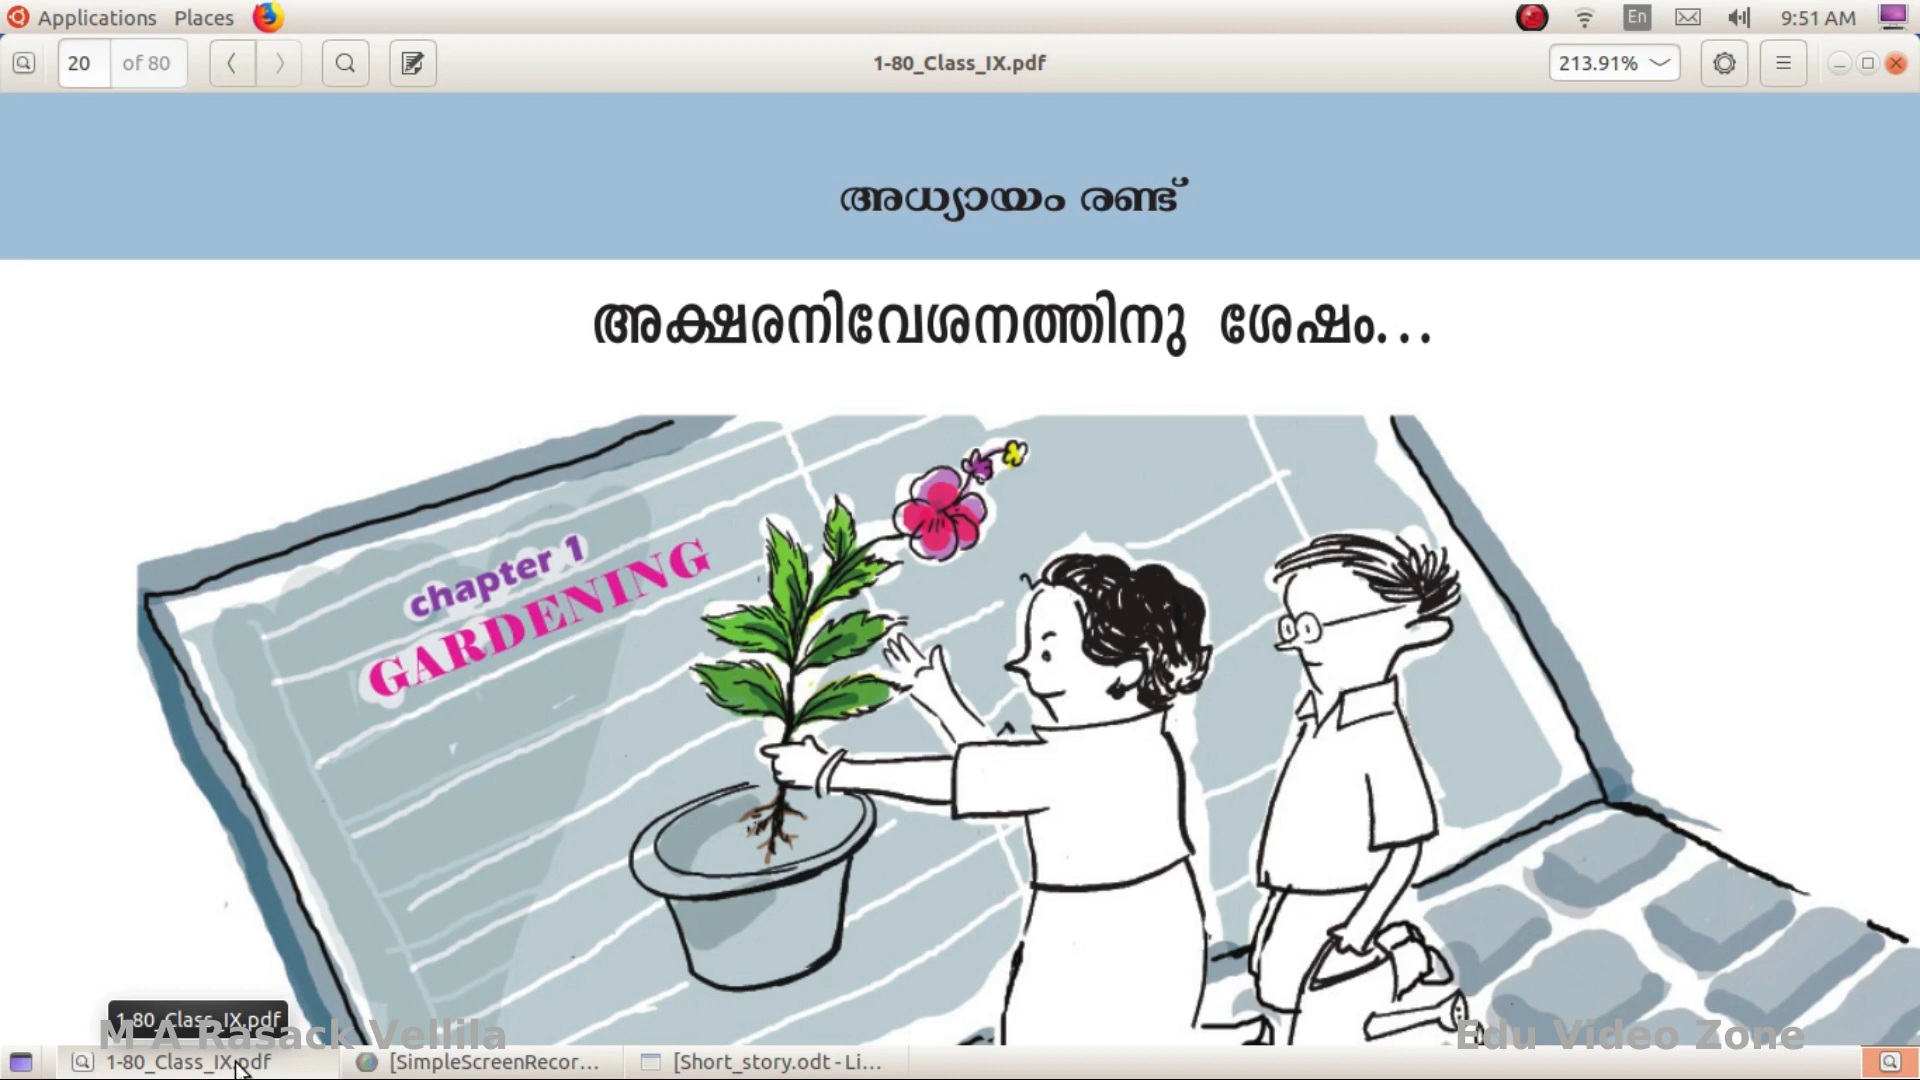 Applications Places En 9:51 AM
20 of 80 1-80_Class_IX.pdf 213.91%
അധ്യായം രണ്ട്
അക്ഷരനിവേശനത്തിനു ശേഷം...
chapter 1
GARDENING
1-80_Class_IX.pdf
M A Rasack Vellila Edu Video Zone
1-80_Class_IX.pdf [SimpleScreenRecor... [Short_story.odt - Li...